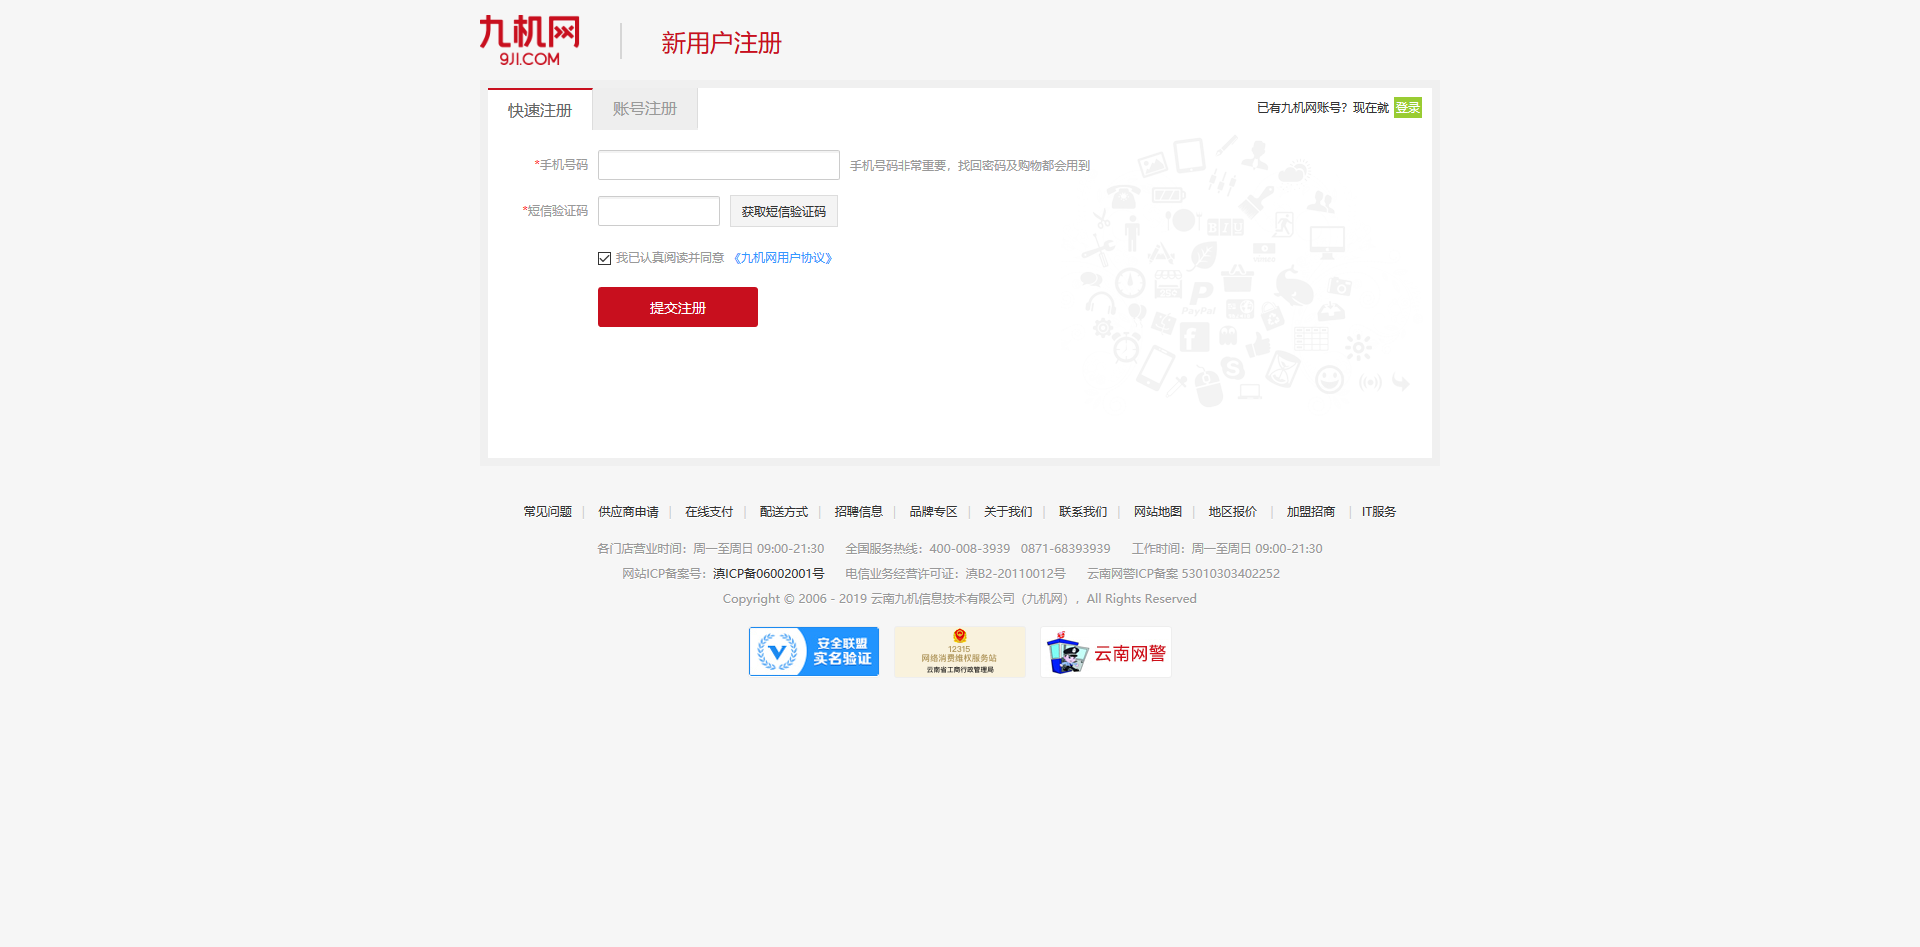 九机网
9JI.COM
新用户注册
快速注册
账号注册
已有九机网账号？现在就 登录
*手机号码
手机号码非常重要，找回密码及购物都会用到
*短信验证码
获取短信验证码
我已认真阅读并同意 《九机网用户协议》
提交注册
PayPal
常见问题 | 供应商申请 | 在线支付 | 配送方式 | 招聘信息 | 品牌专区 | 关于我们 | 联系我们 | 网站地图 | 地区报价 | 加盟招商 | IT服务
各门店营业时间：周一至周日 09:00-21:30 全国服务热线：400-008-3939 0871-68393939 工作时间：周一至周日 09:00-21:30
网站ICP备案号：滇ICP备06002001号 电信业务经营许可证：滇B2-20110012号 云南网警ICP备案 53010303402252
Copyright © 2006 - 2019 云南九机信息技术有限公司（九机网），All Rights Reserved
安全联盟
实名验证
12315
网络消费维权服务站
云南省工商行政管理局
云南网警